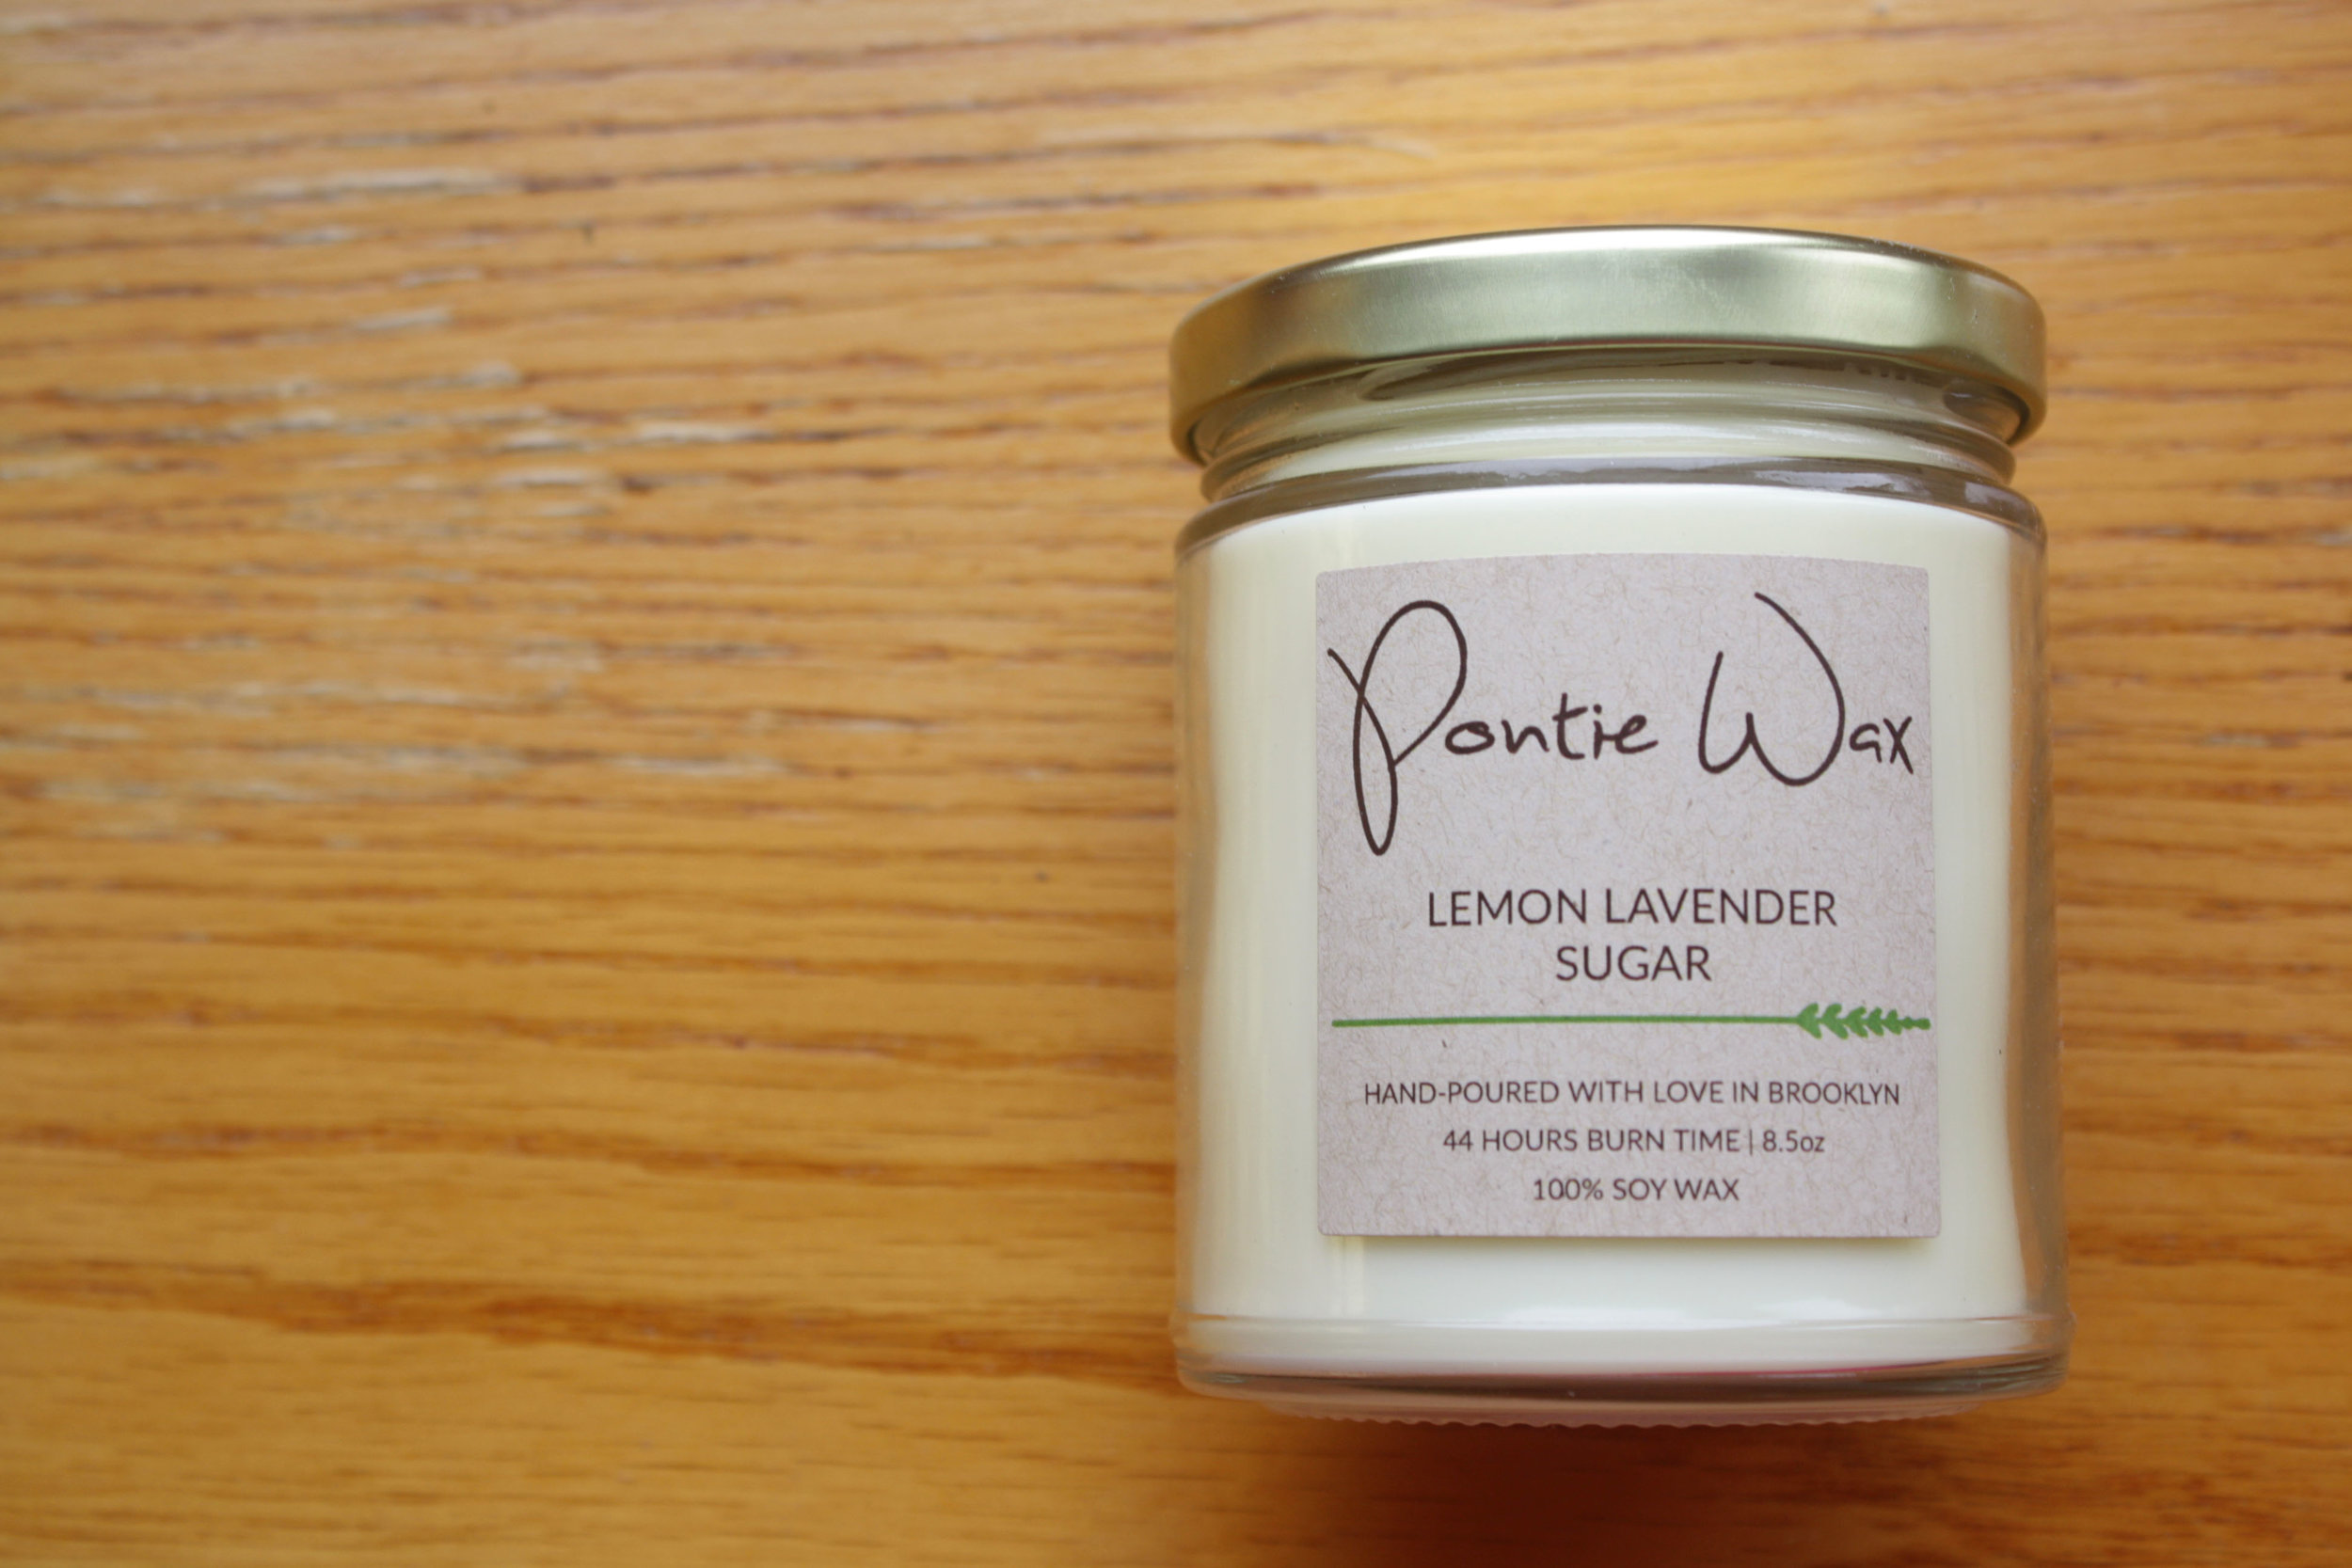 Pontie Wax
LEMON LAVENDER
SUGAR
HAND-POURED WITH LOVE IN BROOKLYN
44 HOURS BURN TIME | 8.5oz
100% SOY WAX